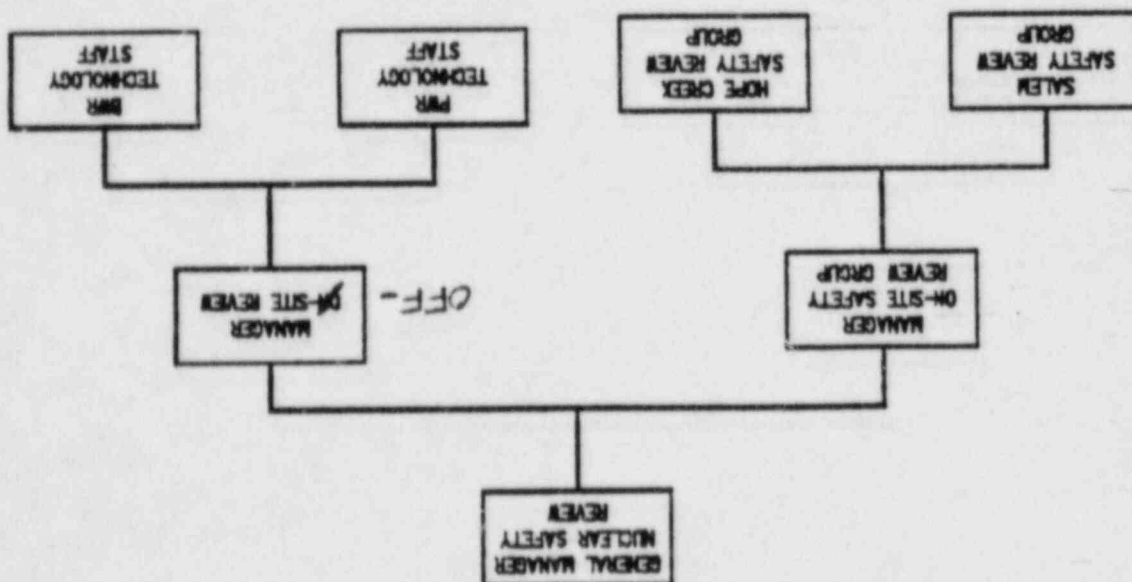 GENERAL MANAGER
NUCLEAR SAFETY
REVIEW
MANAGER
ON-SITE SAFETY
REVIEW GROUP
OFF-
MANAGER
ON-SITE REVIEW
SALEM
SAFETY REVIEW
GROUP
HOPE CREEK
SAFETY REVIEW
GROUP
PWR
TECHNOLOGY
STAFF
BWR
TECHNOLOGY
STAFF